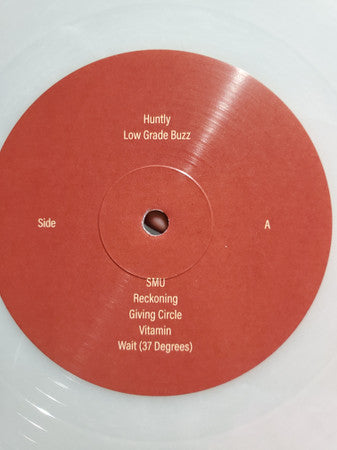 Huntly
Low Grade Buzz
Side A
SMU
Reckoning
Giving Circle
Vitamin
Wait (37 Degrees)